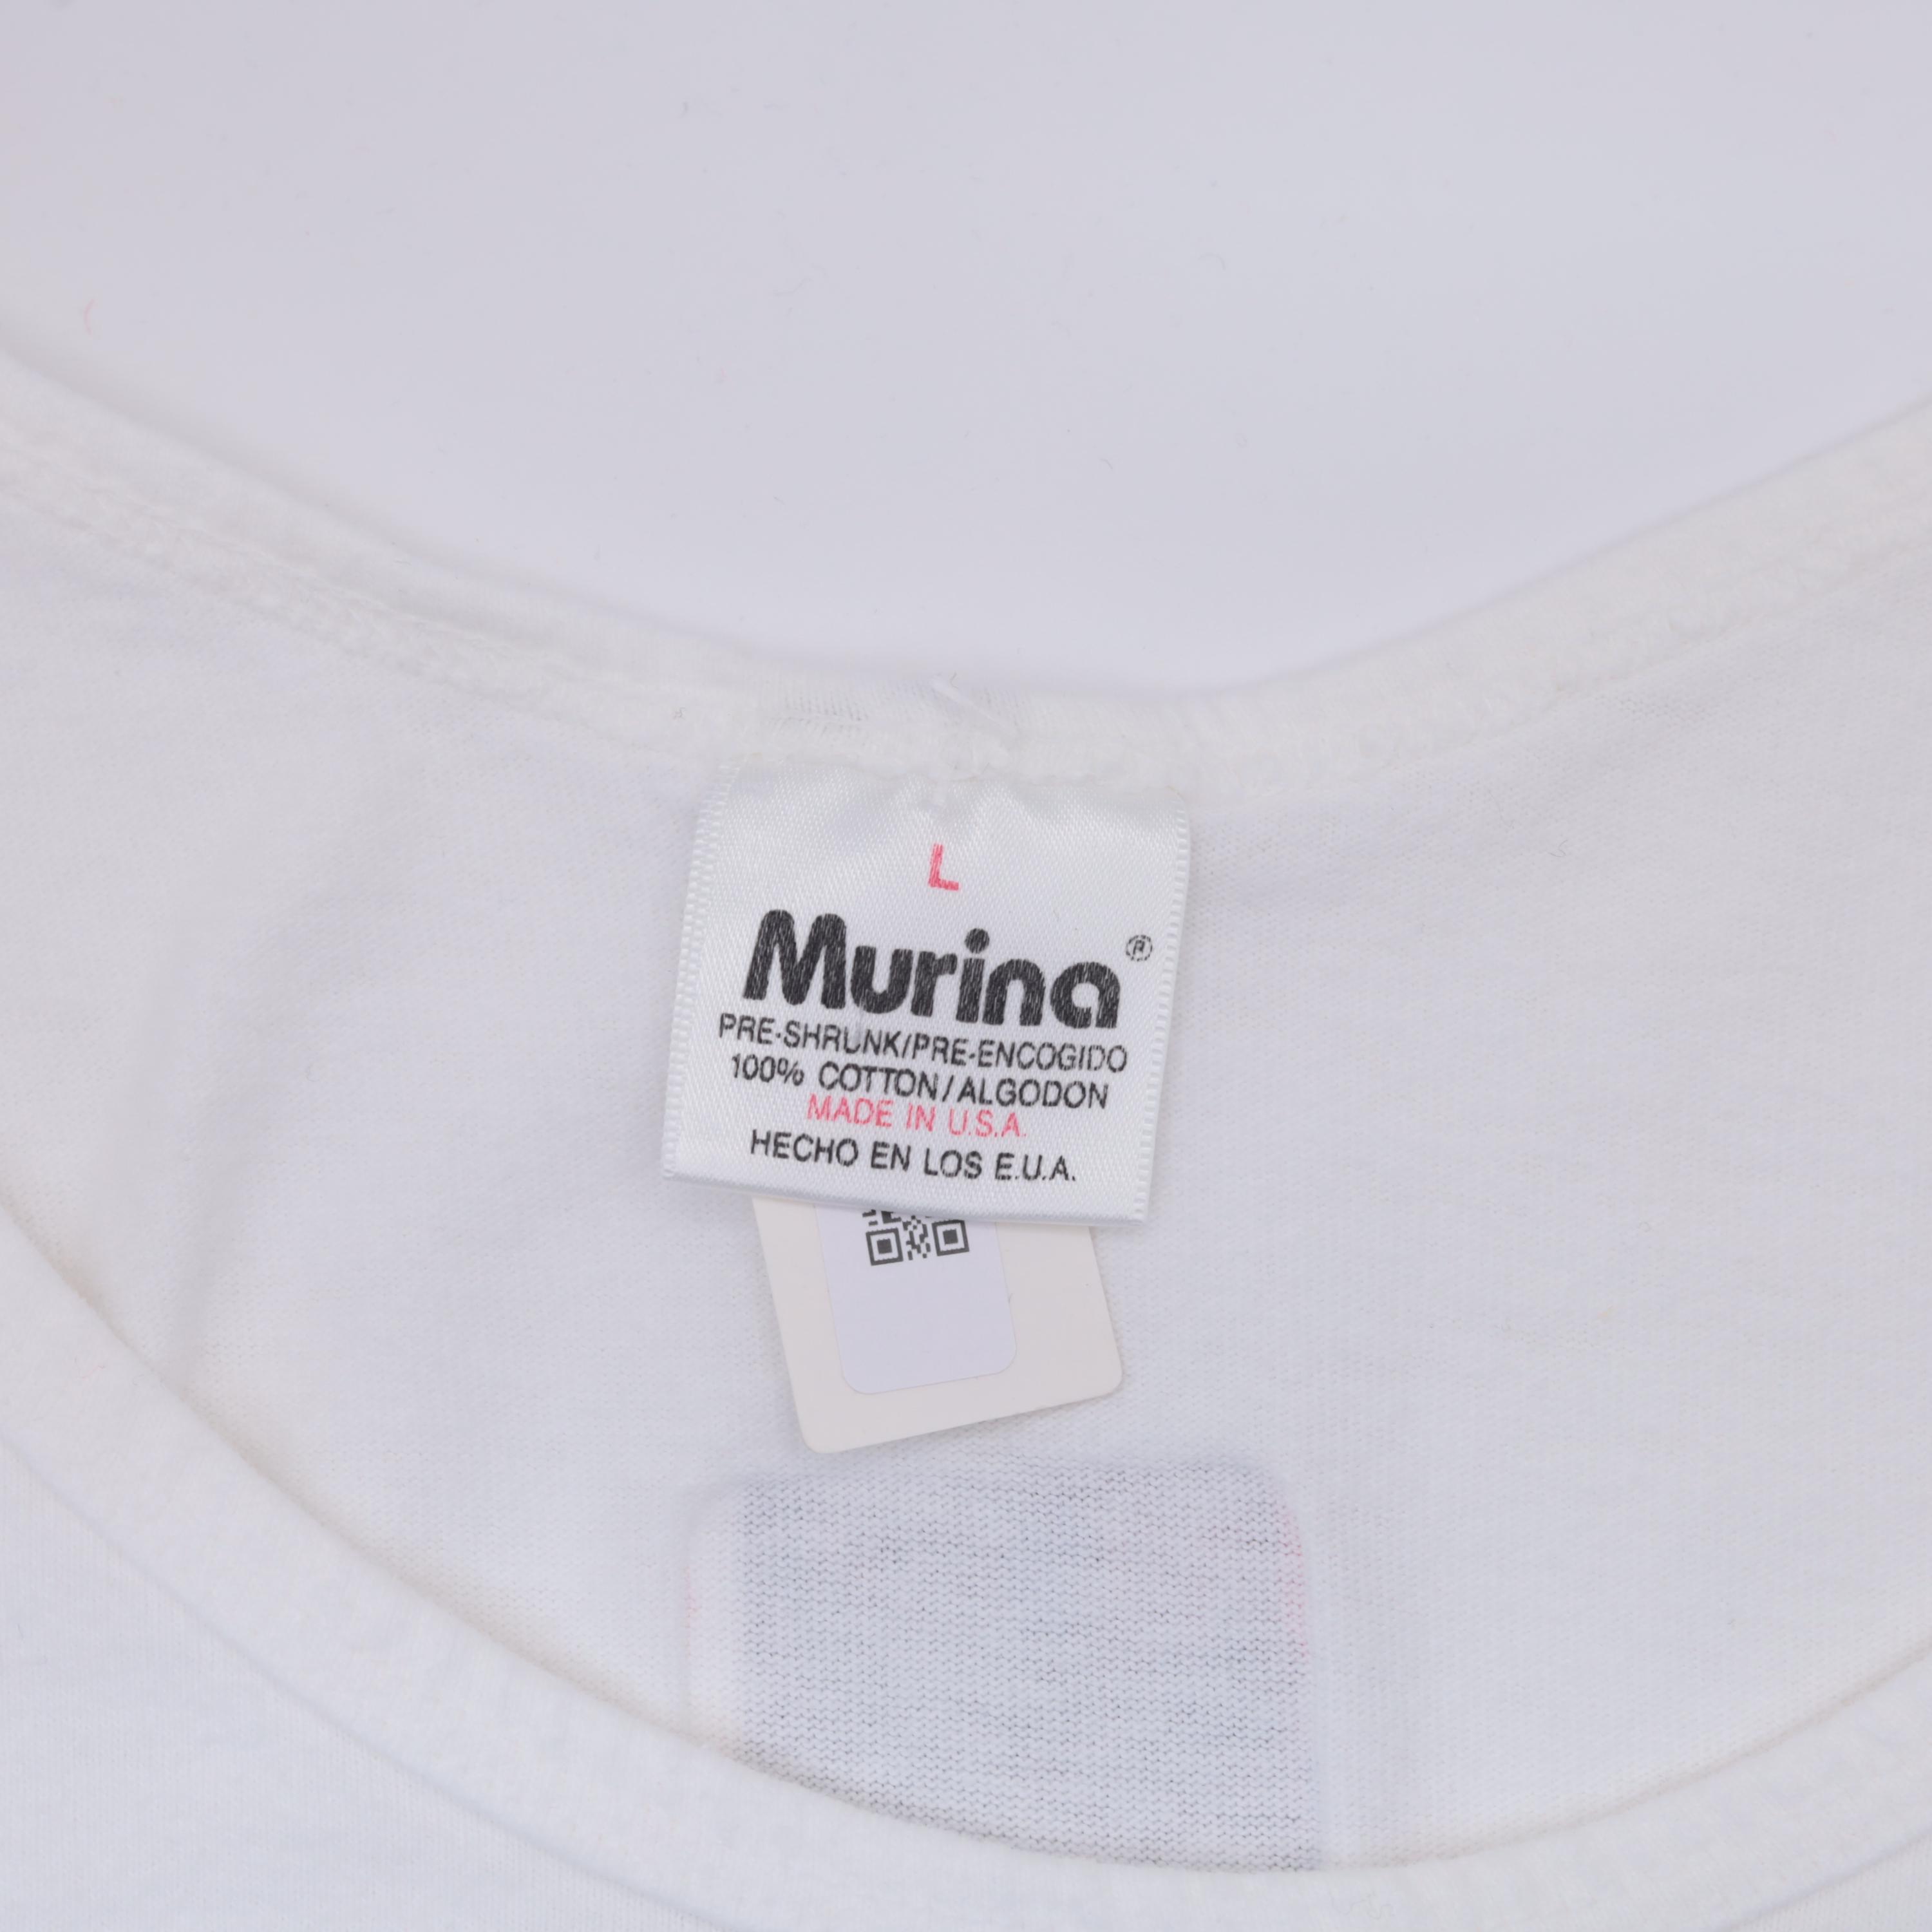 L
Murina®
PRE-SHRUNK/PRE-ENCOGIDO
100% COTTON/ALGODON
MADE IN U.S.A.
HECHO EN LOS E.U.A.